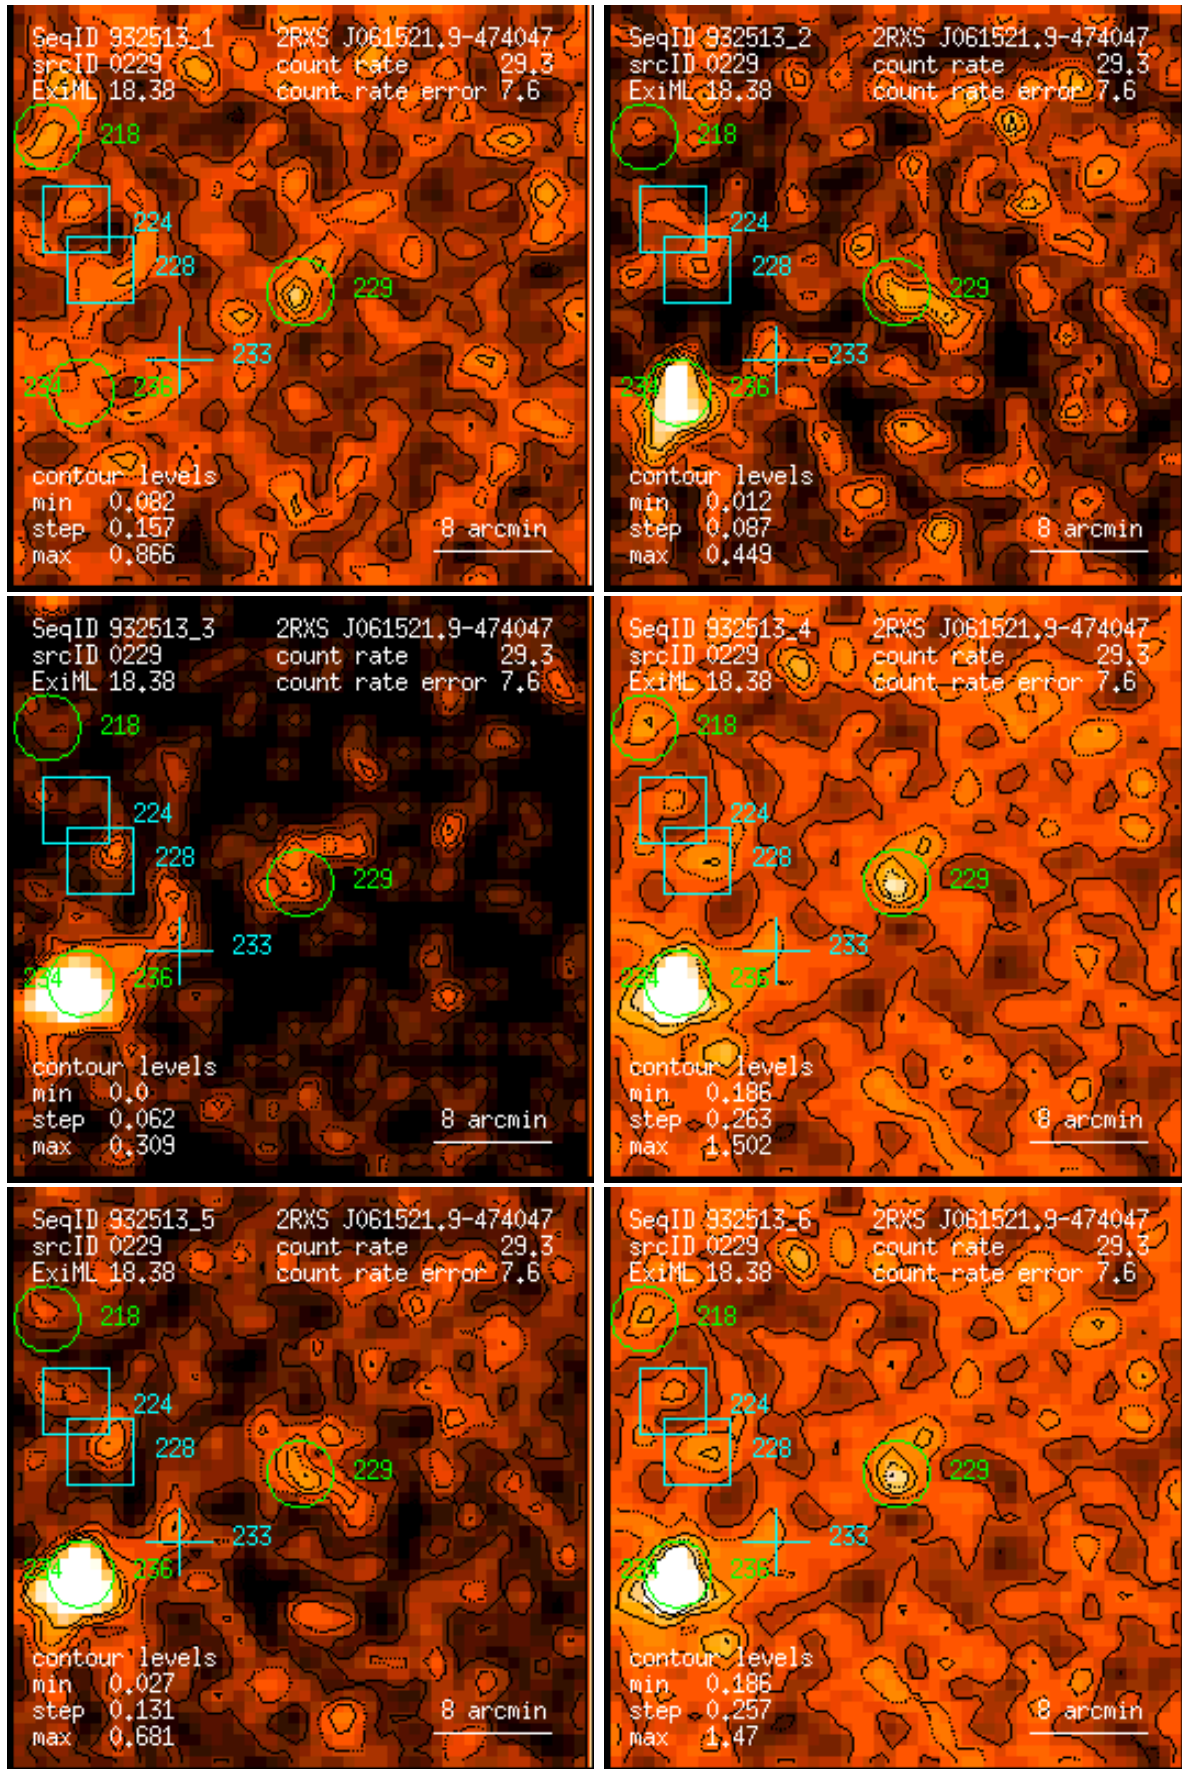 SeqID 932513_1 2RXS J061521.9-474047
srcID 0229 count rate 29.3
ExiML 18.38 count rate error 7.6
218
224
228
229
233
234 236
contour levels
min 0.082
step 0.157 8 arcmin
max 0.866
SeqID 932513_2 2RXS J061521.9-474047
srcID 0229 count rate 29.3
ExiML 18.38 count rate error 7.6
218
224
228
229
233
234 236
contour levels
min 0.012
step 0.087 8 arcmin
max 0.449
SeqID 932513_3 2RXS J061521.9-474047
srcID 0229 count rate 29.3
ExiML 18.38 count rate error 7.6
218
224
228
229
233
234 236
contour levels
min 0.0
step 0.062 8 arcmin
max 0.309
SeqID 932513_4 2RXS J061521.9-474047
srcID 0229 count rate 29.3
ExiML 18.38 count rate error 7.6
218
224
228
229
233
234 236
contour levels
min 0.186
step 0.263 8 arcmin
max 1.502
SeqID 932513_5 2RXS J061521.9-474047
srcID 0229 count rate 29.3
ExiML 18.38 count rate error 7.6
218
224
228
229
233
234 236
contour levels
min 0.027
step 0.131 8 arcmin
max 0.681
SeqID 932513_6 2RXS J061521.9-474047
srcID 0229 count rate 29.3
ExiML 18.38 count rate error 7.6
218
224
228
229
233
234 236
contour levels
min 0.186
step 0.257 8 arcmin
max 1.47